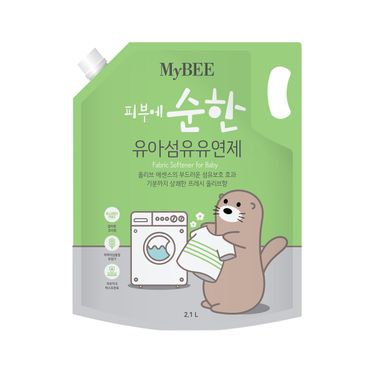 MyBEE
피부에 순한
유아섬유유연제
Fabric Softener for Baby
올리브 에센스의 부드러운 섬유보호 효과
기분까지 상쾌한 프레시 올리브향
2.1 L